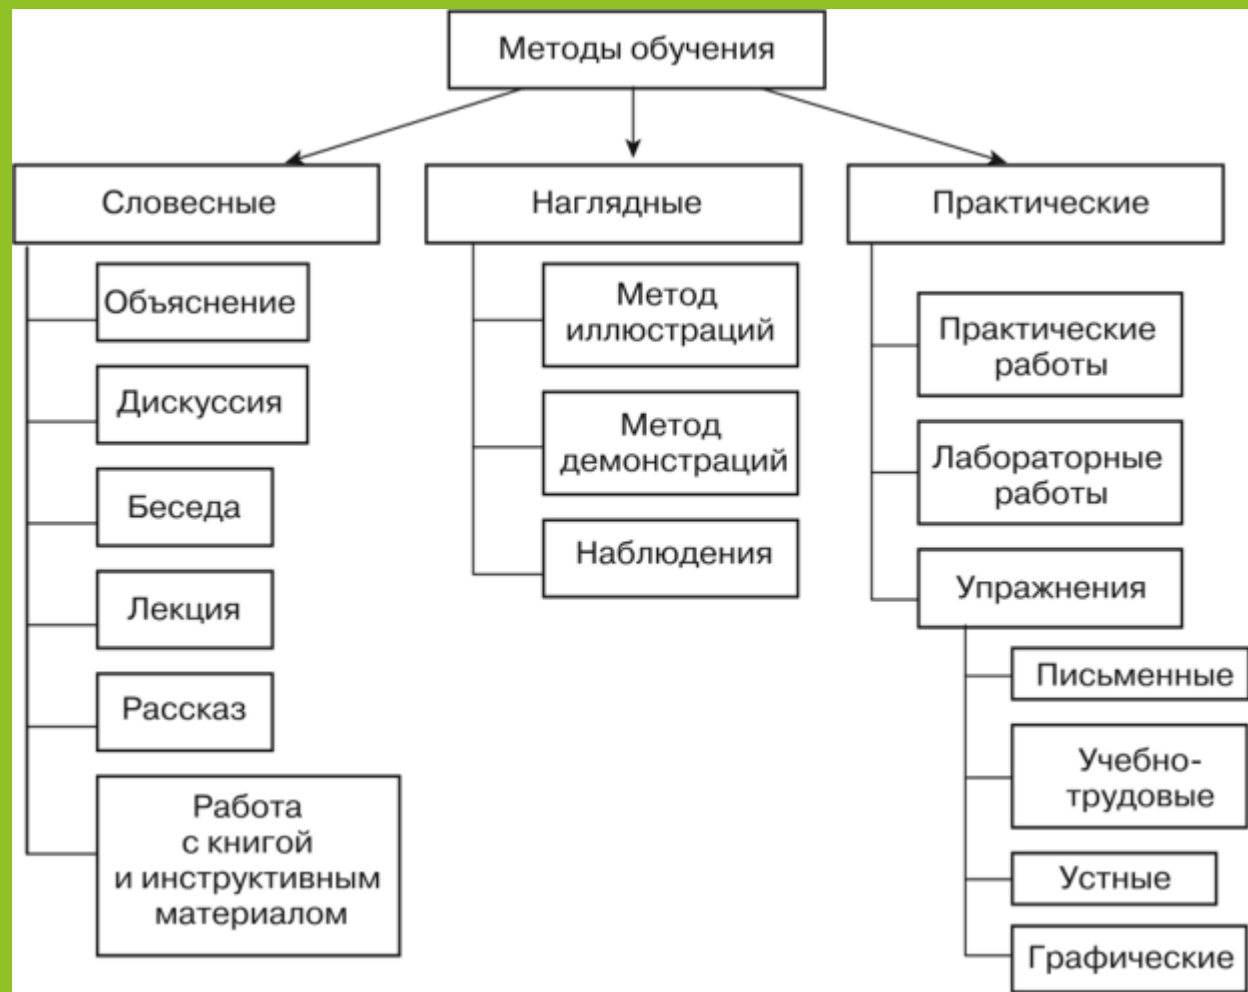 Методы обучения
Словесные
Объяснение
Дискуссия
Беседа
Лекция
Рассказ
Работа
с книгой
и инструктивным
материалом
Наглядные
Метод
иллюстраций
Метод
демонстраций
Наблюдения
Практические
Практические
работы
Лабораторные
работы
Упражнения
Письменные
Учебно-
трудовые
Устные
Графические